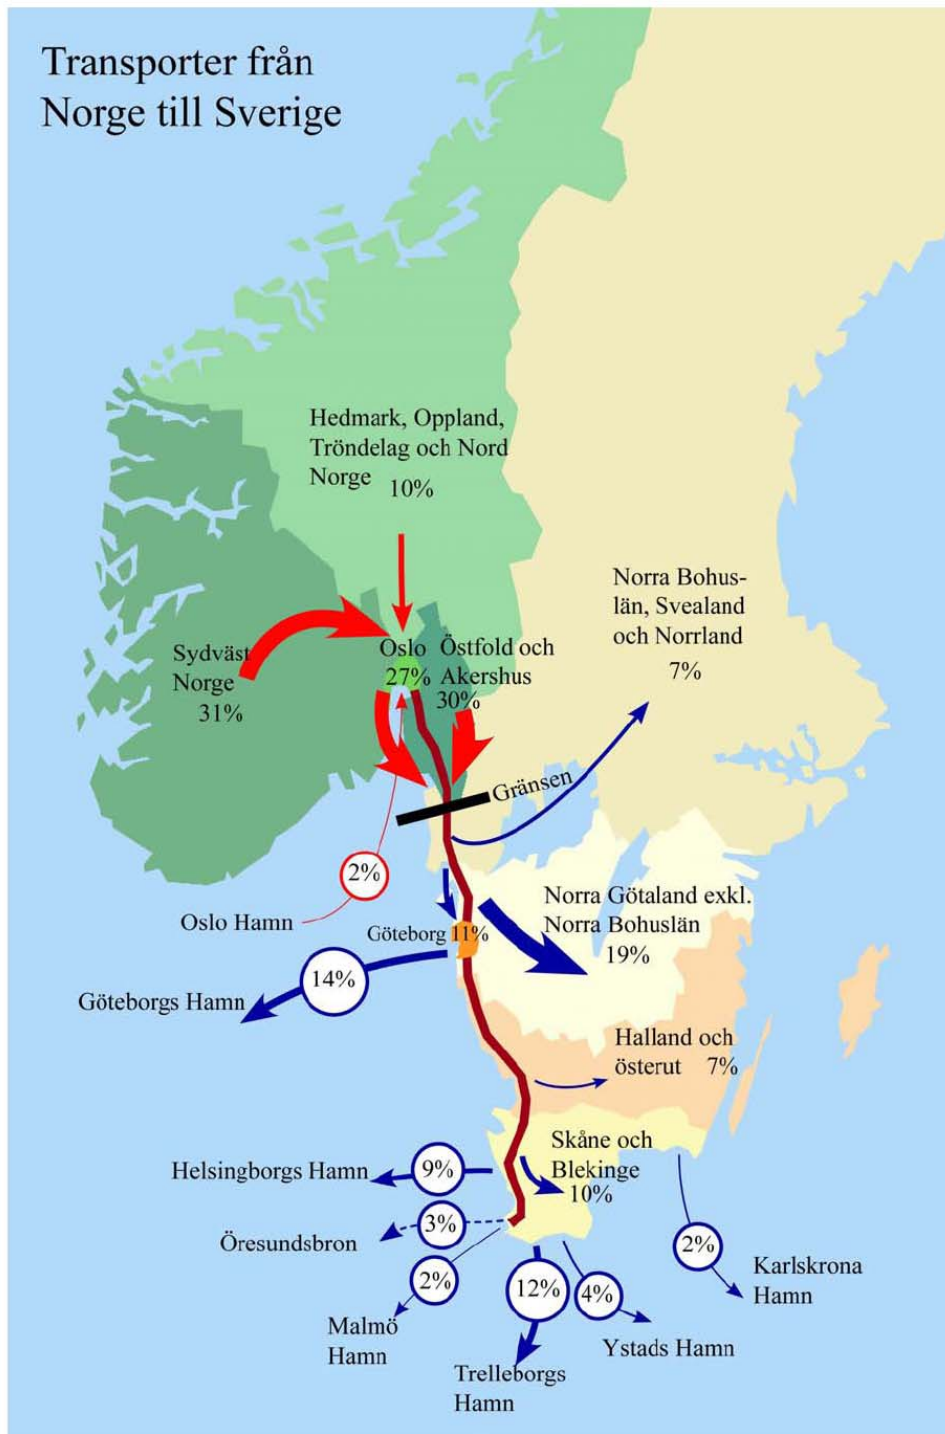 Transporter från
Norge till Sverige
Hedmark, Oppland,
Tröndelag och Nord
Norge 10%
Norra Bohus-
län, Svealand
och Norrland
7%
Sydväst
Norge
31%
Oslo
27%
Östfold och
Akershus
30%
Gränsen
2%
Oslo Hamn
Norra Götaland exkl.
Norra Bohuslän
19%
Göteborg 11%
14%
Göteborgs Hamn
Halland och
österut 7%
Skåne och
Blekinge
10%
Helsingborgs Hamn
9%
Öresundsbron
3%
2%
Malmö
Hamn
12%
Trelleborgs
Hamn
4%
Ystads Hamn
2%
Karlskrona
Hamn